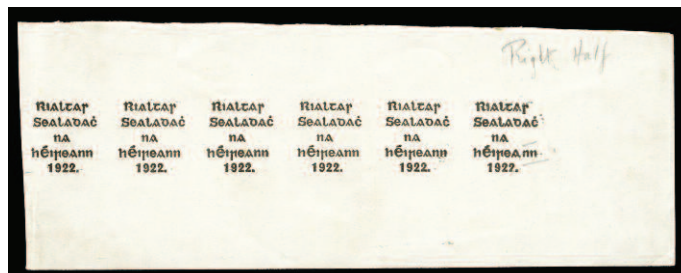 Right Half
Rialtas
Sealadaċ
na
hÉireann
1922.
Rialtas
Sealadaċ
na
hÉireann
1922.
Rialtas
Sealadaċ
na
hÉireann
1922.
Rialtas
Sealadaċ
na
hÉireann
1922.
Rialtas
Sealadaċ
na
hÉireann
1922.
Rialtas
Sealadaċ
na
hÉireann
1922.